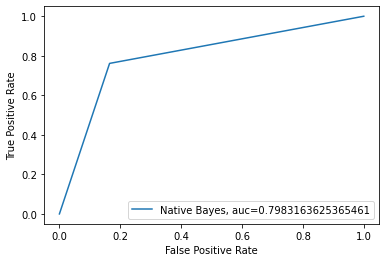 1.0
0.8
0.6
0.4
0.2
0.0
True Positive Rate
Native Bayes, auc=0.7983163625365461
0.0 0.2 0.4 0.6 0.8 1.0
False Positive Rate